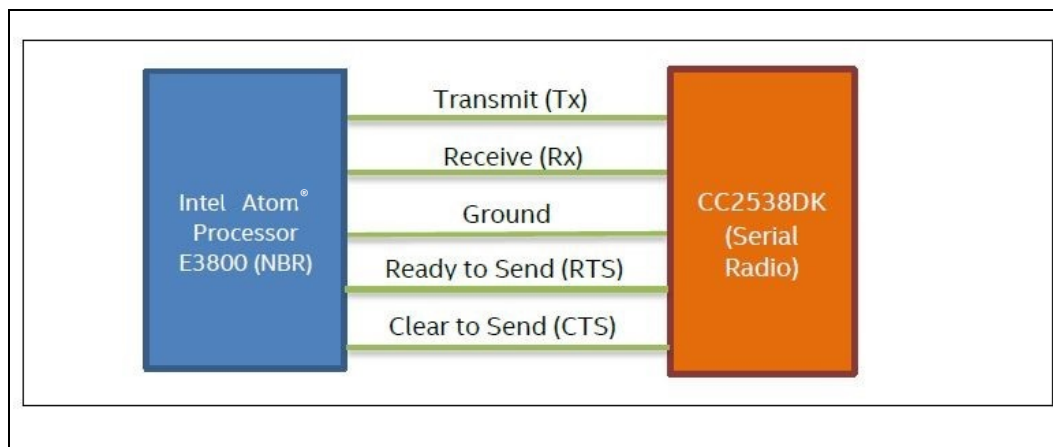 Intel Atom®
Processor
E3800 (NBR)
Transmit (Tx)
Receive (Rx)
Ground
Ready to Send (RTS)
Clear to Send (CTS)
CC2538DK
(Serial
Radio)